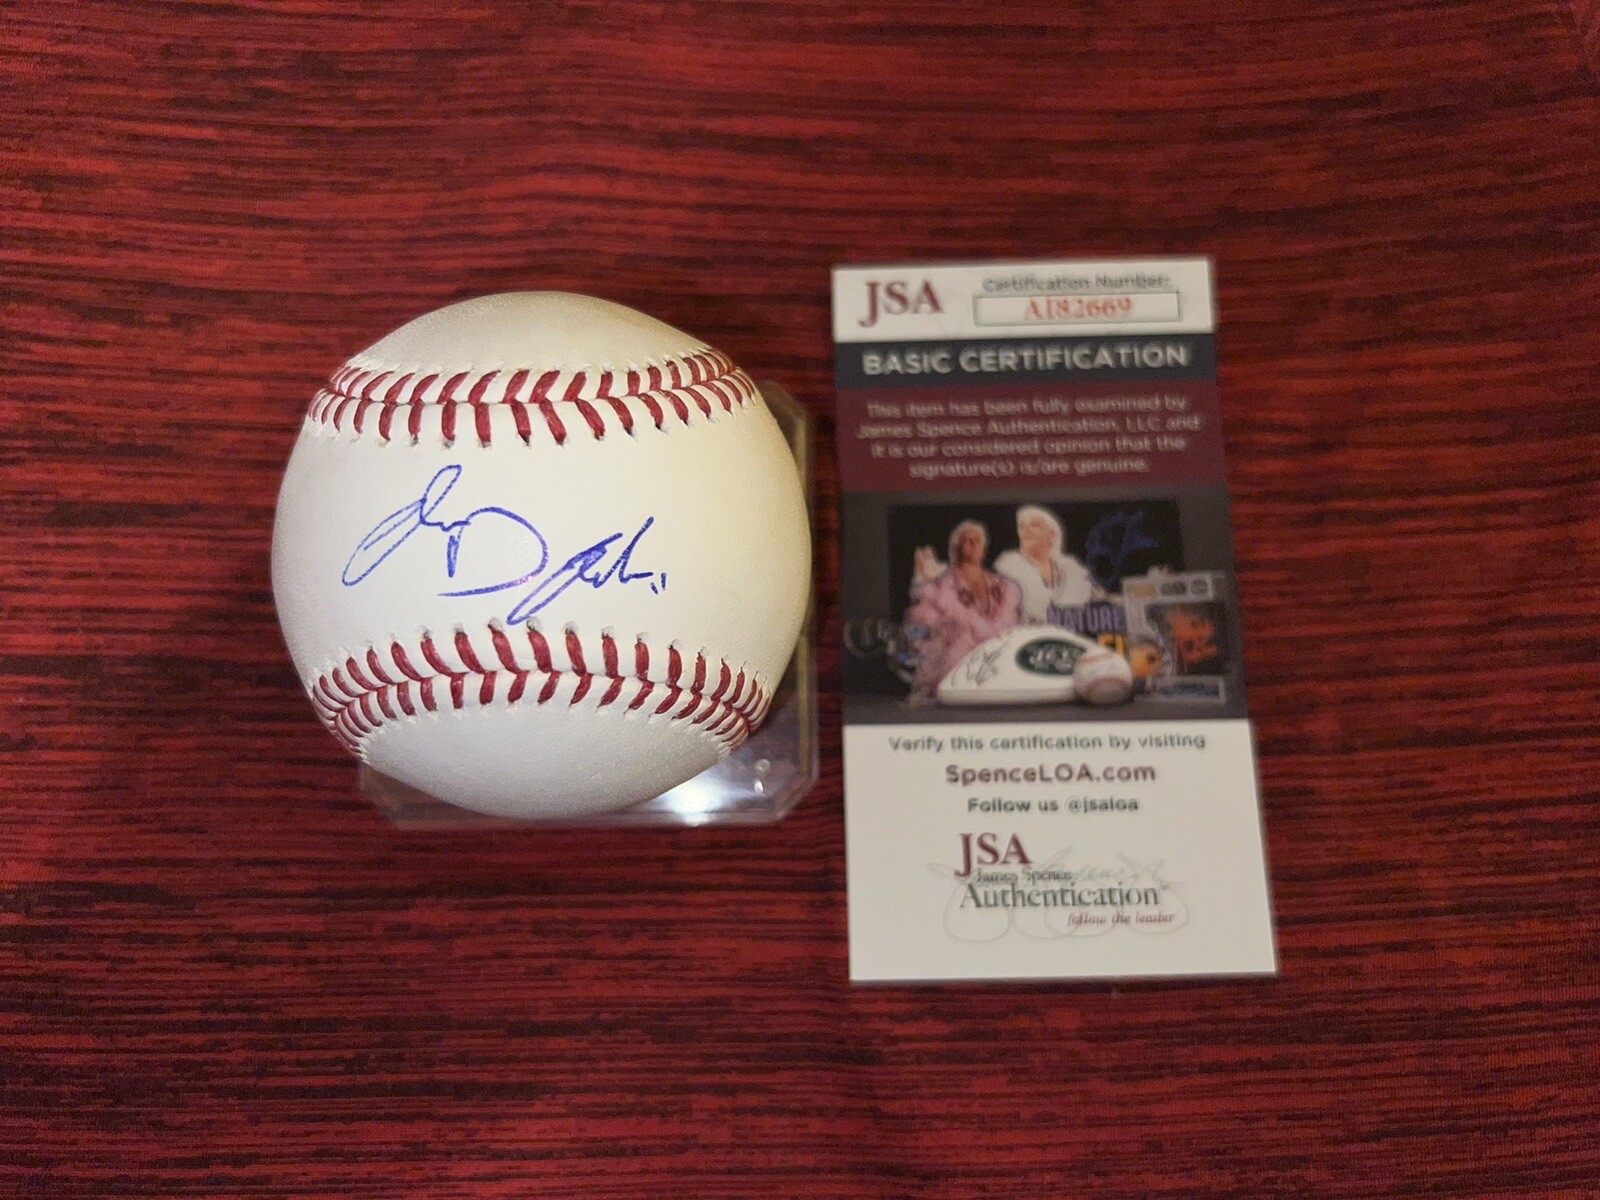 JSA
Certification Number:
AI82669
BASIC CERTIFICATION
This item has been fully examined by
James Spence Authentication, LLC and
it is our considered opinion that the
signature(s) is/are genuine.
NATURE
Verify this certification by visiting
SpenceLOA.com
Follow us @jsaloa
JSA
James Spence
Authentication™
follow the leader